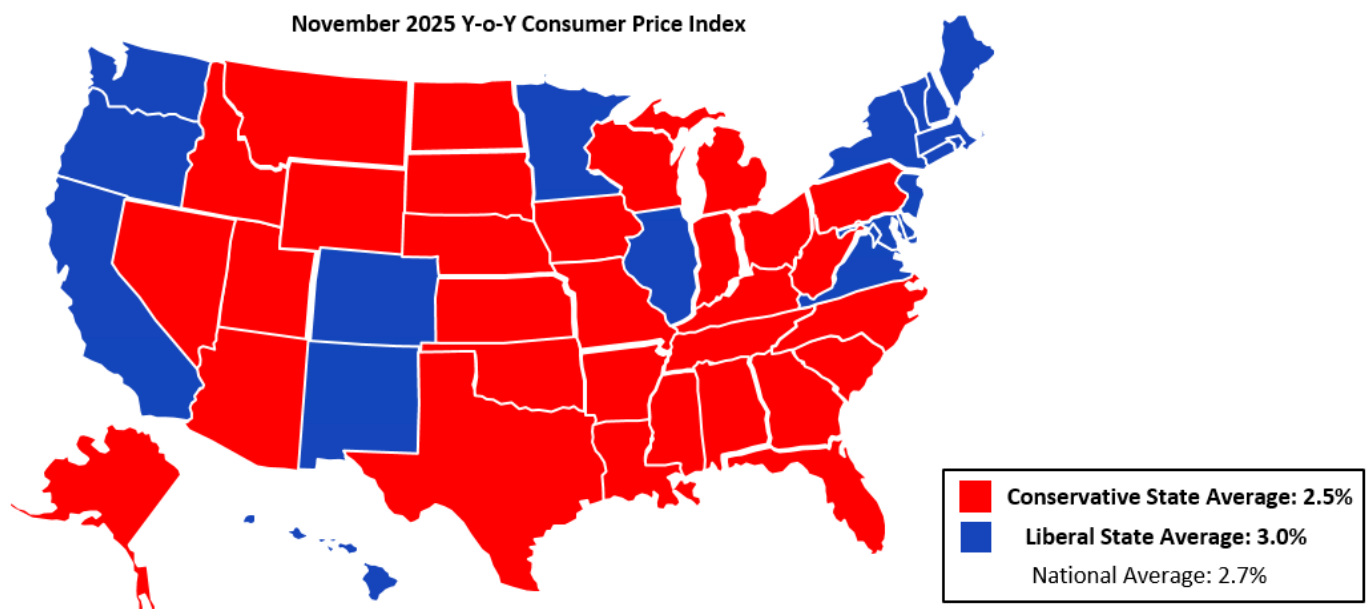 November 2025 Y-o-Y Consumer Price Index
Conservative State Average: 2.5%
Liberal State Average: 3.0%
National Average: 2.7%